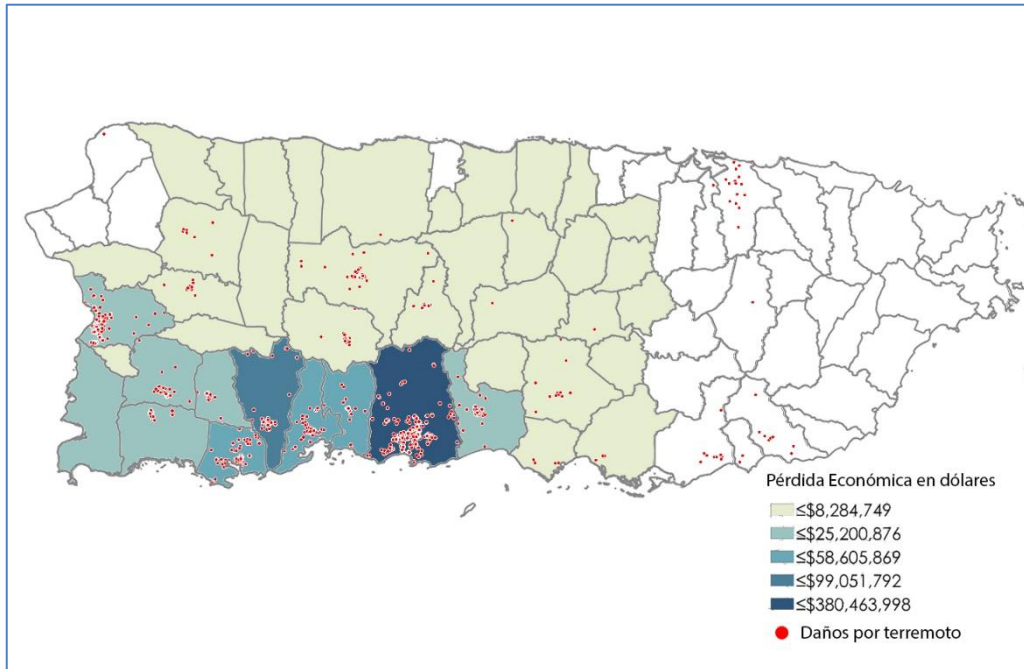 Pérdida Económica en dólares
≤$8,284,749
≤$25,200,876
≤$58,605,869
≤$99,051,792
≤$380,463,998
Daños por terremoto